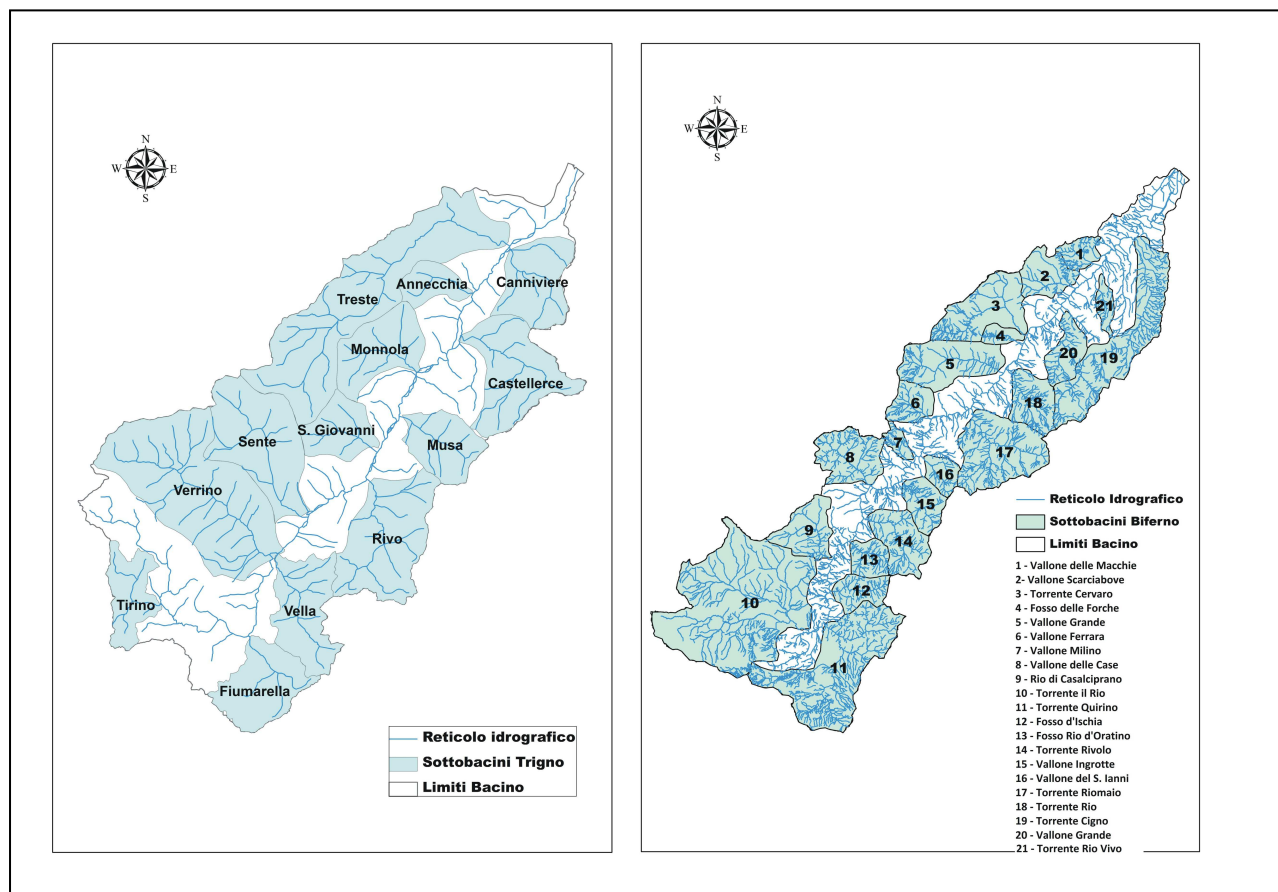 N
W E
S
Annecchia
Canniviere
Treste
Monnola
Castellerce
S. Giovanni
Sente
Musa
Verrino
Rivo
Tirino
Vella
Fiumarella
Reticolo idrografico
Sottobacini Trigno
Limiti Bacino
N
W E
S
1
2
21
3
4
20
19
5
6
18
7
17
8
16
15
9
14
13
12
10
11
Reticolo Idrografico
Sottobacini Biferno
Limiti Bacino
1 - Vallone delle Macchie
2- Vallone Scarciabove
3 - Torrente Cervaro
4 - Fosso delle Forche
5 - Vallone Grande
6 - Vallone Ferrara
7 - Vallone Milino
8 - Vallone delle Case
9 - Rio di Casalciprano
10 - Torrente il Rio
11 - Torrente Quirino
12 - Fosso d'Ischia
13 - Fosso Rio d'Oratino
14 - Torrente Rivolo
15 - Vallone Ingrotte
16 - Vallone del S. Ianni
17 - Torrente Riomaio
18 - Torrente Rio
19 - Torrente Cigno
20 - Vallone Grande
21 - Torrente Rio Vivo